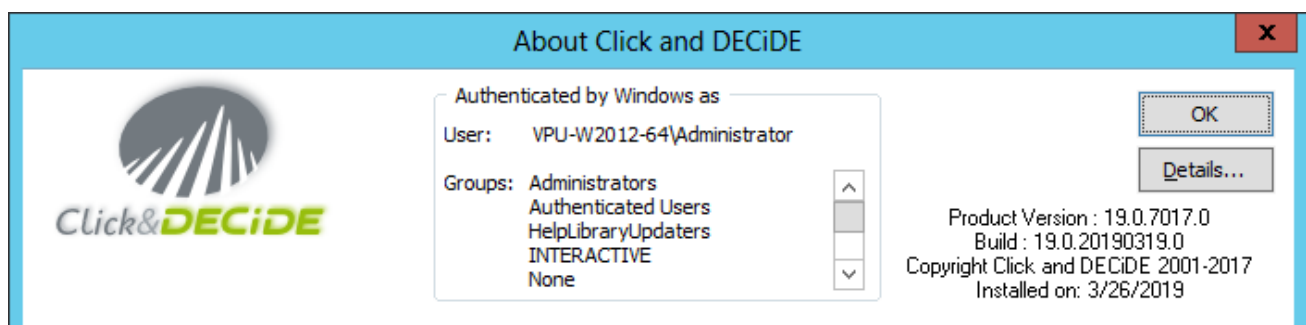 About Click and DECiDE
x
Click&DECiDE
Authenticated by Windows as
User: VPU-W2012-64\Administrator
Groups: Administrators
Authenticated Users
HelpLibraryUpdaters
INTERACTIVE
None
OK
Details...
Product Version : 19.0.7017.0
Build : 19.0.20190319.0
Copyright Click and DECiDE 2001-2017
Installed on: 3/26/2019